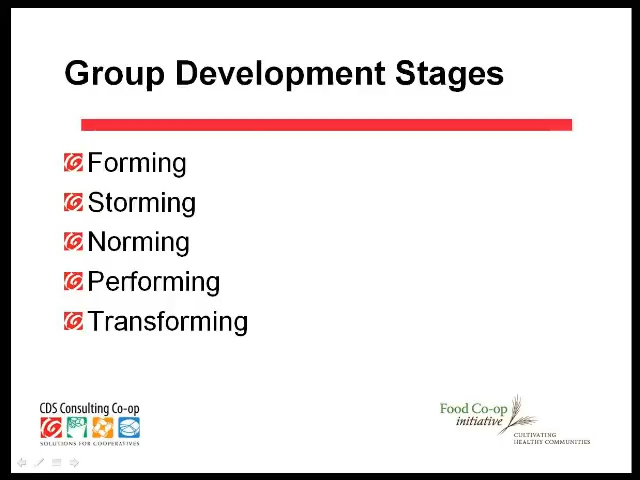 Group Development Stages
Forming
Storming
Norming
Performing
Transforming
CDS Consulting Co-op
SOLUTIONS FOR COOPERATIVES
Food Co-op
initiative
CULTIVATING
HEALTHY COMMUNITIES